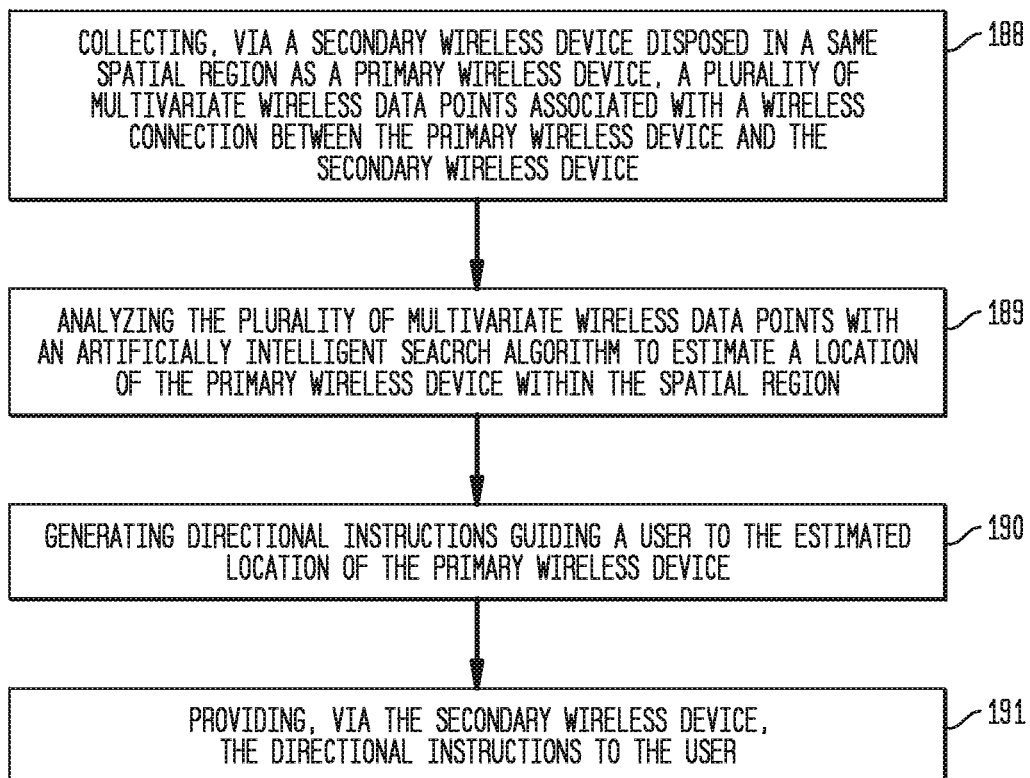 COLLECTING, VIA A SECONDARY WIRELESS DEVICE DISPOSED IN A SAME
SPATIAL REGION AS A PRIMARY WIRELESS DEVICE, A PLURALITY OF
MULTIVARIATE WIRELESS DATA POINTS ASSOCIATED WITH A WIRELESS
CONNECTION BETWEEN THE PRIMARY WIRELESS DEVICE AND THE
SECONDARY WIRELESS DEVICE
188
ANALYZING THE PLURALITY OF MULTIVARIATE WIRELESS DATA POINTS WITH
AN ARTIFICIALLY INTELLIGENT SEACRCH ALGORITHM TO ESTIMATE A LOCATION
OF THE PRIMARY WIRELESS DEVICE WITHIN THE SPATIAL REGION
189
GENERATING DIRECTIONAL INSTRUCTIONS GUIDING A USER TO THE ESTIMATED
LOCATION OF THE PRIMARY WIRELESS DEVICE
190
PROVIDING, VIA THE SECONDARY WIRELESS DEVICE,
THE DIRECTIONAL INSTRUCTIONS TO THE USER
191